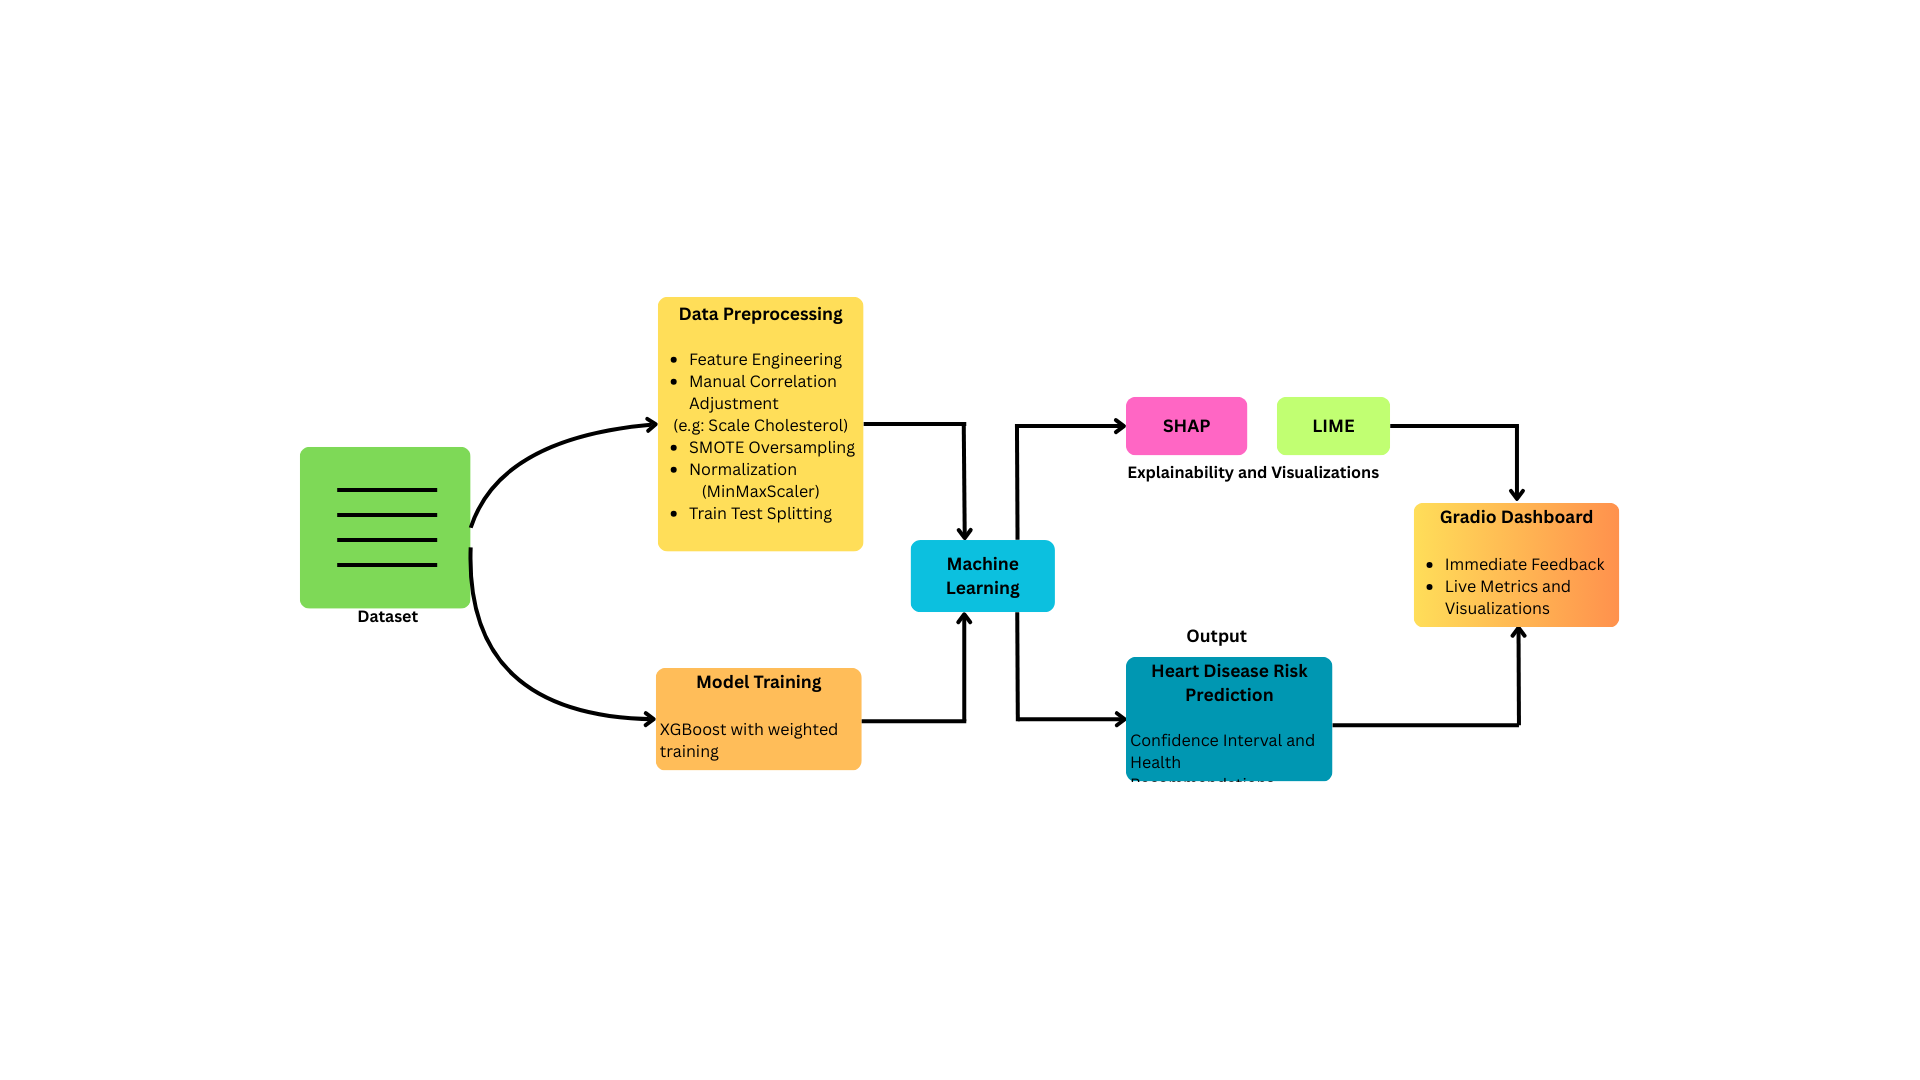 Data Preprocessing
• Feature Engineering
• Manual Correlation
Adjustment
(e.g: Scale Cholesterol)
• SMOTE Oversampling
• Normalization
(MinMaxScaler)
• Train Test Splitting
Dataset
Model Training
XGBoost with weighted
training
Machine
Learning
SHAP
LIME
Explainability and Visualizations
Output
Heart Disease Risk
Prediction
Confidence Interval and
Health
Gradio Dashboard
• Immediate Feedback
• Live Metrics and
Visualizations